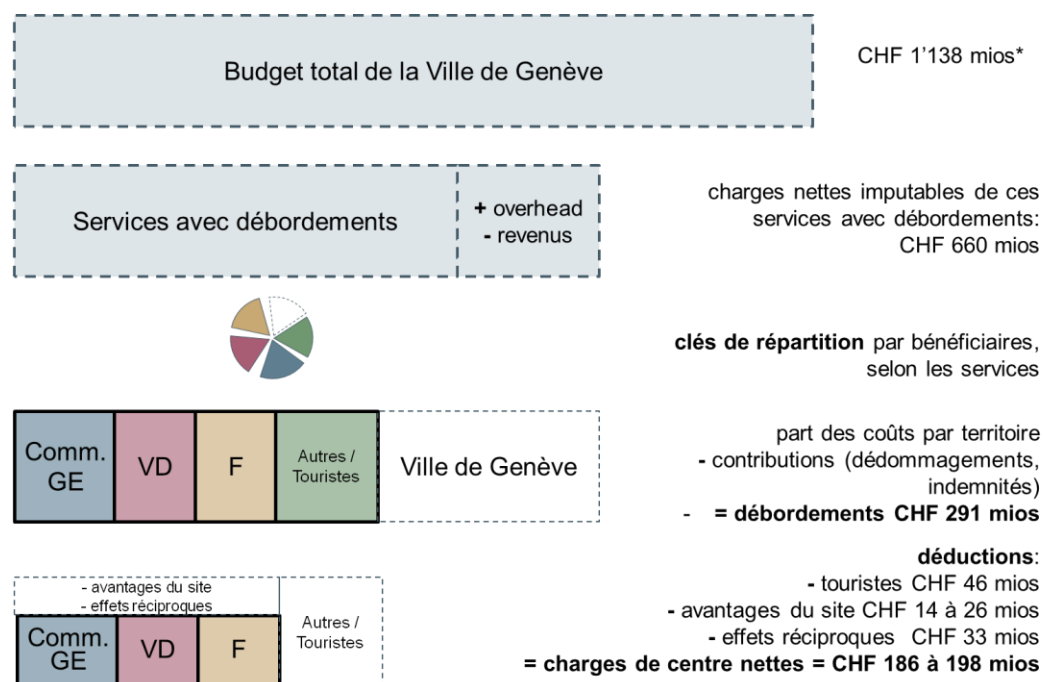 Budget total de la Ville de Genève
CHF 1’138 mios*
Services avec débordements
+ overhead
- revenus
charges nettes imputables de ces
services avec débordements:
CHF 660 mios
clés de répartition par bénéficiaires,
selon les services
Comm.
GE
VD
F
Autres /
Touristes
Ville de Genève
part des coûts par territoire
- contributions (dédommagements,
indemnités)
- = débordements CHF 291 mios
- avantages du site
- effets réciproques
Comm.
GE
VD
F
Autres /
Touristes
déductions:
- touristes CHF 46 mios
- avantages du site CHF 14 à 26 mios
- effets réciproques CHF 33 mios
= charges de centre nettes = CHF 186 à 198 mios